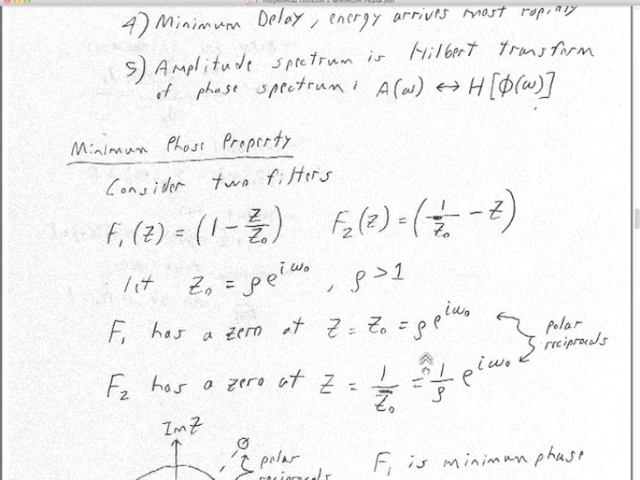 4) Minimum Delay, energy arrives most rapidly
5) Amplitude spectrum is Hilbert transform
of phase spectrum: A(ω) ↔ H[Φ(ω)]
Minimum Phase Property
Consider two filters
F₁(Z) = (1 - Z/Z₀) F₂(Z) = (1/Z̄₀ - Z)
let Z₀ = ρe^{iω₀}, ρ > 1
F₁ has a zero at Z = Z₀ = ρe^{iω₀}
polar
reciprocals
F₂ has a zero at Z = 1/Z̄₀ = 1/ρ e^{iω₀}
Im Z
polar
reciprocals
F₁ is minimum phase